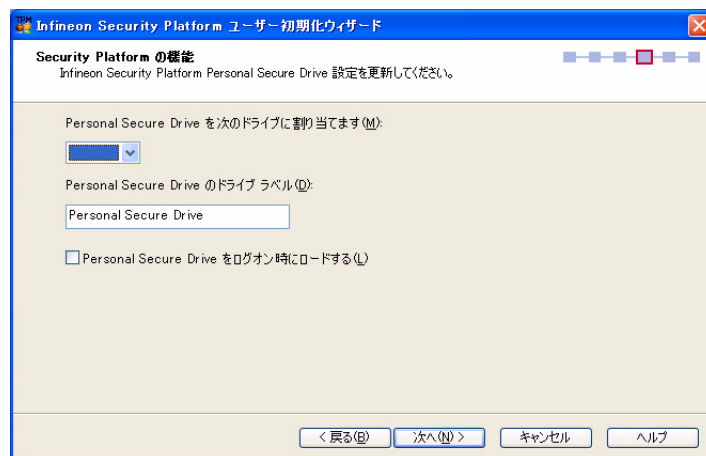 TPM Infineon Security Platform ユーザー初期化ウィザード
Security Platform の機能
Infineon Security Platform Personal Secure Drive 設定を更新してください。
Personal Secure Drive を次のドライブに割り当てます(M):
Personal Secure Drive のドライブ ラベル(D):
Personal Secure Drive
Personal Secure Drive をログオン時にロードする(L)
< 戻る(B) 次へ(N) > キャンセル ヘルプ